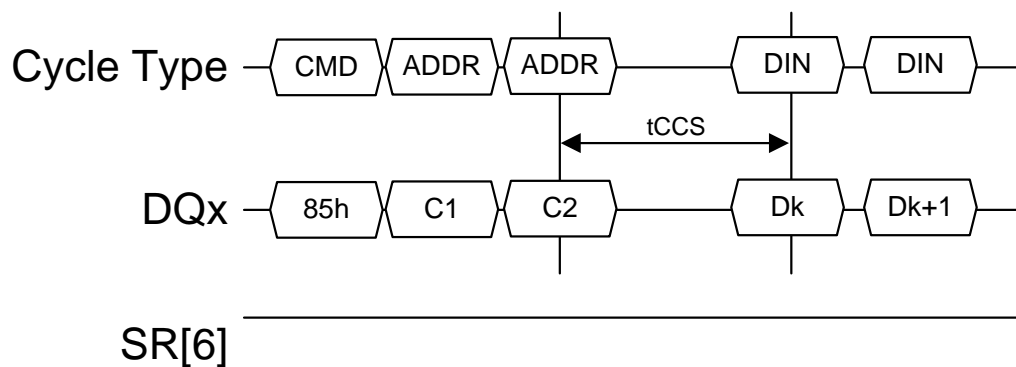 Cycle Type CMD ADDR ADDR DIN DIN
tCCS
DQx 85h C1 C2 Dk Dk+1
SR[6]